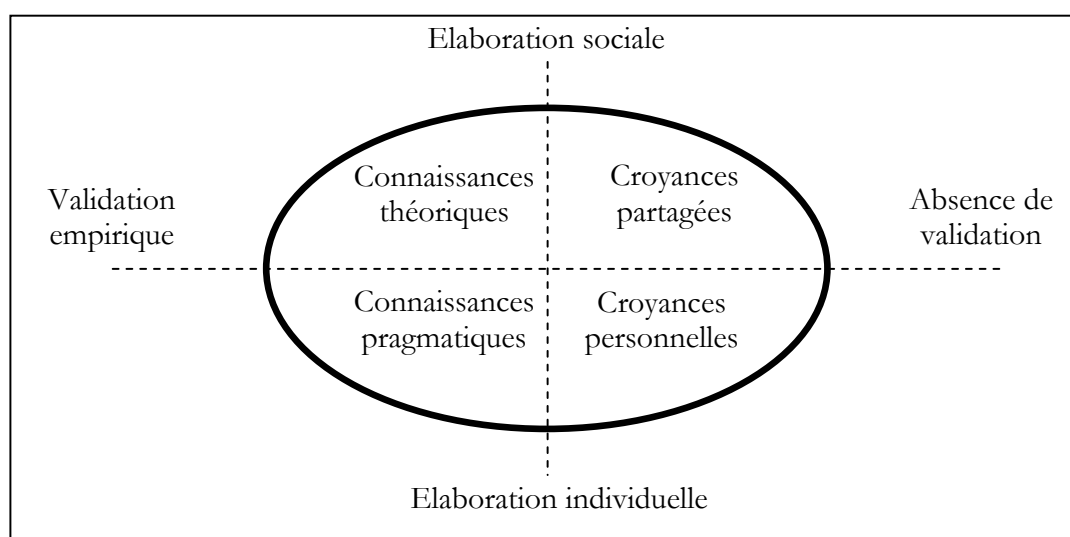 Elaboration sociale
Connaissances
théoriques
Croyances
partagées
Validation
empirique
Absence de
validation
Connaissances
pragmatiques
Croyances
personnelles
Elaboration individuelle